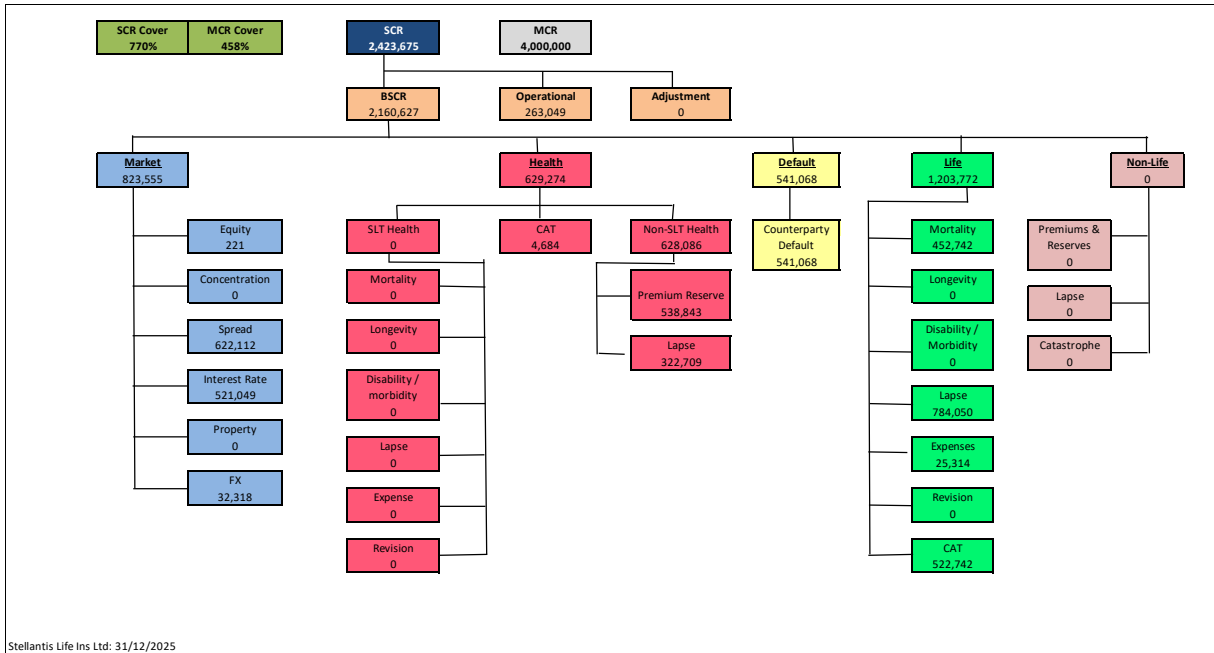 SCR Cover
770%
MCR Cover
458%
SCR
2,423,675
MCR
4,000,000
BSCR
2,160,627
Operational
263,049
Adjustment
0
Market
823,555
Health
629,274
Default
541,068
Life
1,203,772
Non-Life
0
Equity
221
Concentration
0
Spread
622,112
Interest Rate
521,049
Property
0
FX
32,318
SLT Health
0
Mortality
0
Longevity
0
Disability /
morbidity
0
Lapse
0
Expense
0
Revision
0
CAT
4,684
Non-SLT Health
628,086
Premium Reserve
538,843
Lapse
322,709
Counterparty
Default
541,068
Mortality
452,742
Longevity
0
Disability /
Morbidity
0
Lapse
784,050
Expenses
25,314
Revision
0
CAT
522,742
Premiums &
Reserves
0
Lapse
0
Catastrophe
0
Stellantis Life Ins Ltd: 31/12/2025